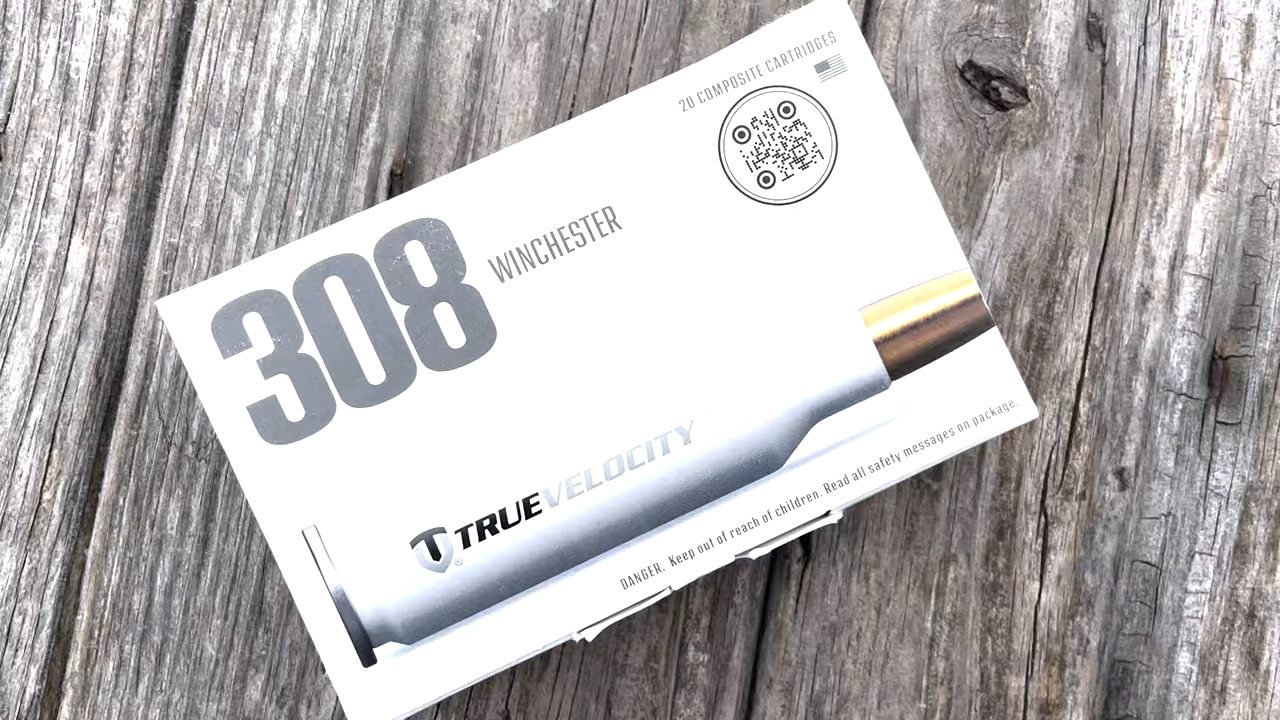 20 COMPOSITE CARTRIDGES
308 WINCHESTER
TRUEVELOCITY®
DANGER. Keep out of reach of children. Read all safety messages on package.